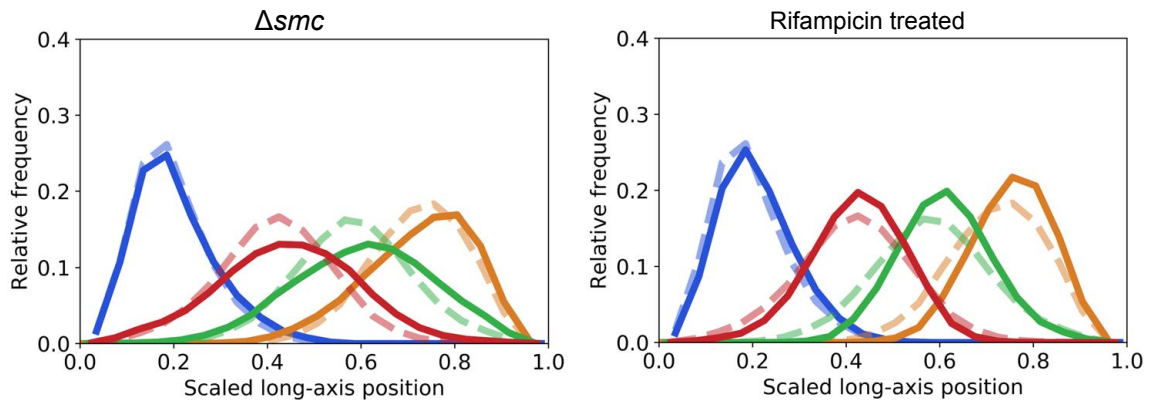 Δsmc
0.4
0.3
0.2
0.1
0.0
0.0 0.2 0.4 0.6 0.8 1.0
Relative frequency
Scaled long-axis position
Rifampicin treated
0.4
0.3
0.2
0.1
0.0
0.0 0.2 0.4 0.6 0.8 1.0
Relative frequency
Scaled long-axis position